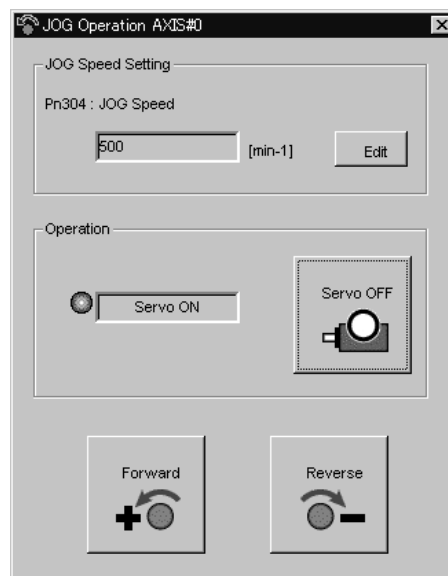 JOG Operation AXIS#0
JOG Speed Setting
Pn304 : JOG Speed
500 [min-1] Edit
Operation
Servo ON
Servo OFF
Forward
Reverse